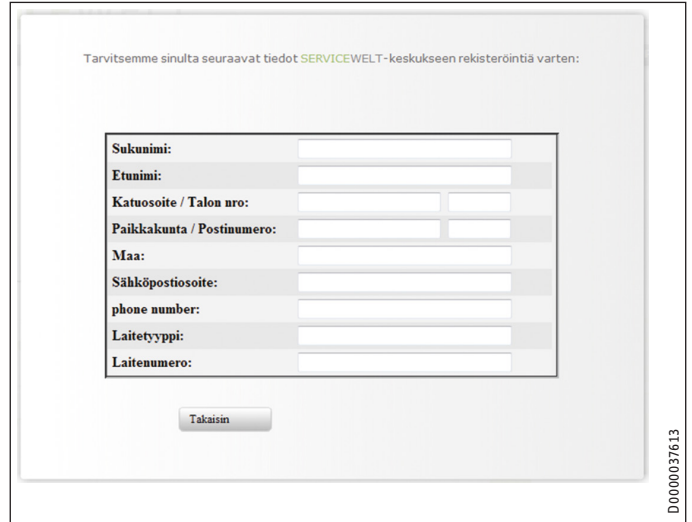 Tarvitsemme sinulta seuraavat tiedot SERVICEWELT-keskukseen rekisteröintiä varten:
Sukunimi:
Etunimi:
Katuosoite / Talon nro:
Paikkakunta / Postinumero:
Maa:
Sähköpostiosoite:
phone number:
Laitetyyppi:
Laitenumero:
Takaisin
D0000037613